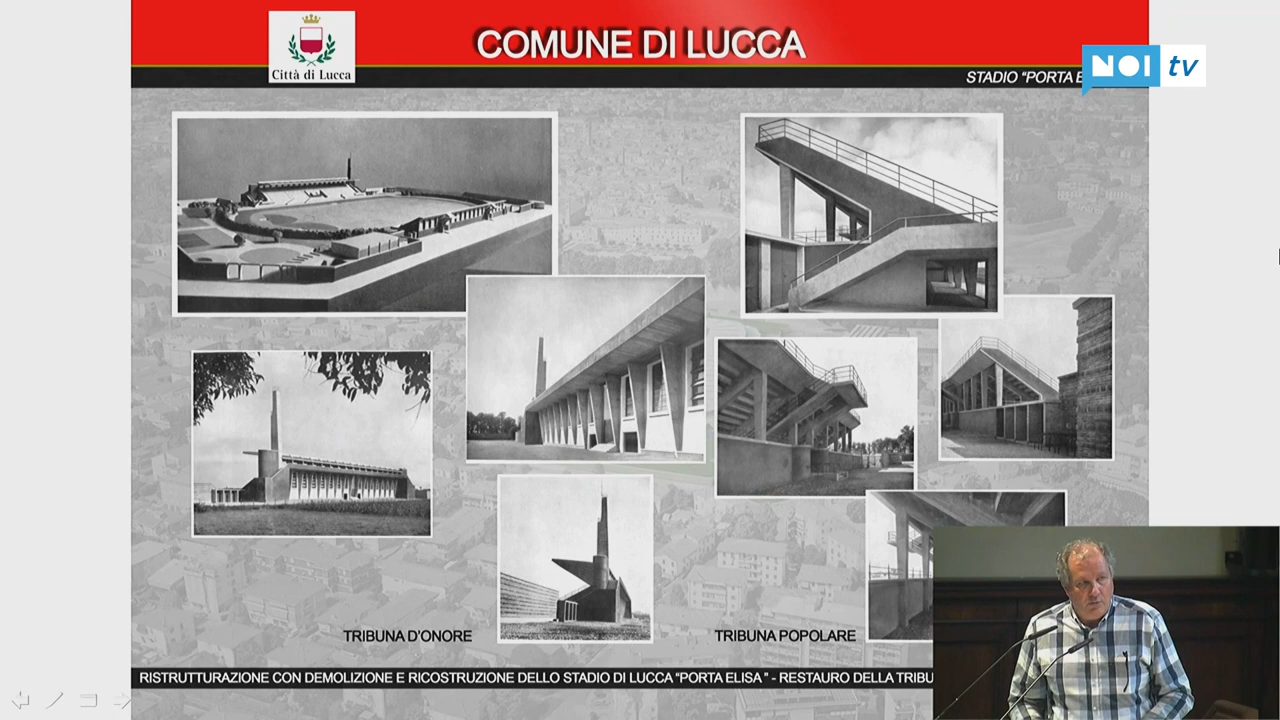 COMUNE DI LUCCA
Città di Lucca
STADIO "PORTA E
NOI tv
TRIBUNA D'ONORE
TRIBUNA POPOLARE
RISTRUTTURAZIONE CON DEMOLIZIONE E RICOSTRUZIONE DELLO STADIO DI LUCCA "PORTA ELISA" - RESTAURO DELLA TRIBU